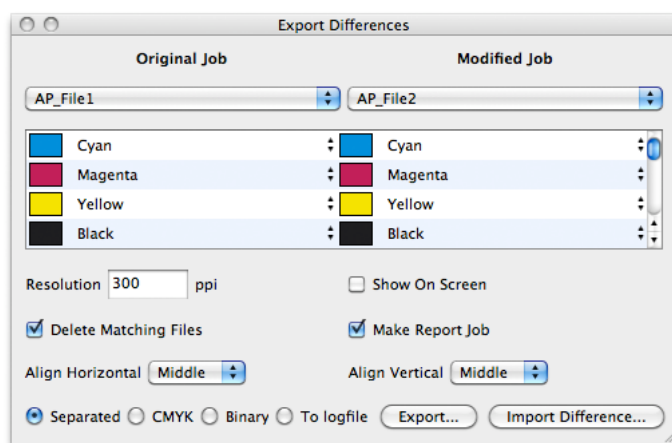 Export Differences
Original Job Modified Job
AP_File1 AP_File2
Cyan Cyan
Magenta Magenta
Yellow Yellow
Black Black
Resolution 300 ppi Show On Screen
Delete Matching Files Make Report Job
Align Horizontal Middle Align Vertical Middle
Separated CMYK Binary To logfile Export... Import Difference...